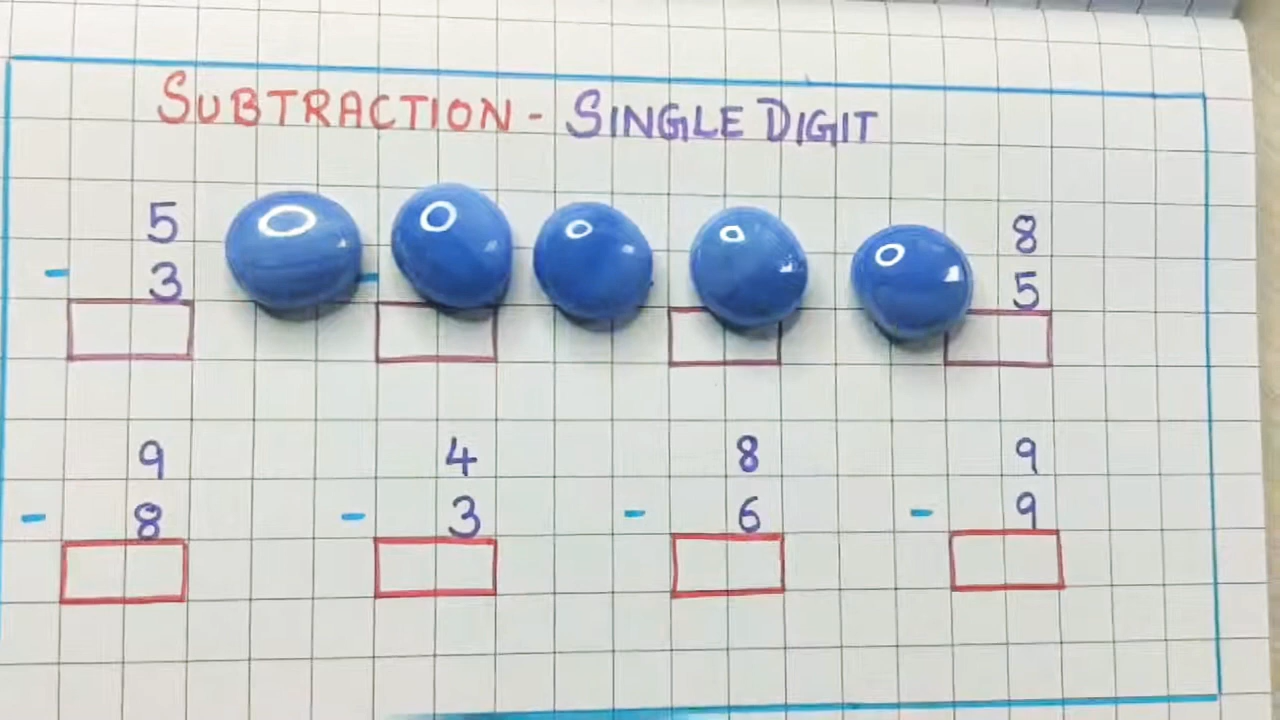 SUBTRACTION - SINGLE DIGIT
5 8
- 3 - 5
9 4 8 9
- 8 - 3 - 6 - 9